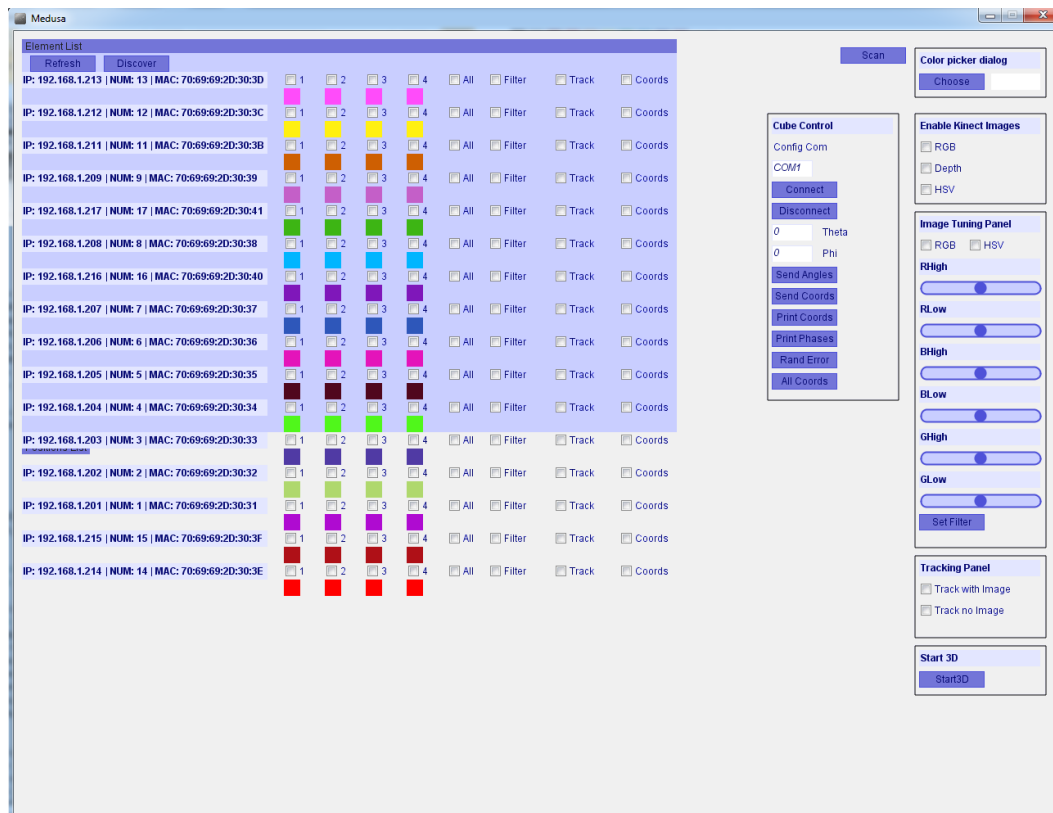 Medusa
Element List
Refresh Discover
IP: 192.168.1.213 | NUM: 13 | MAC: 70:69:69:2D:30:3D 1 2 3 4 All Filter Track Coords
IP: 192.168.1.212 | NUM: 12 | MAC: 70:69:69:2D:30:3C 1 2 3 4 All Filter Track Coords
IP: 192.168.1.211 | NUM: 11 | MAC: 70:69:69:2D:30:3B 1 2 3 4 All Filter Track Coords
IP: 192.168.1.209 | NUM: 9 | MAC: 70:69:69:2D:30:39 1 2 3 4 All Filter Track Coords
IP: 192.168.1.217 | NUM: 17 | MAC: 70:69:69:2D:30:41 1 2 3 4 All Filter Track Coords
IP: 192.168.1.208 | NUM: 8 | MAC: 70:69:69:2D:30:38 1 2 3 4 All Filter Track Coords
IP: 192.168.1.216 | NUM: 16 | MAC: 70:69:69:2D:30:40 1 2 3 4 All Filter Track Coords
IP: 192.168.1.207 | NUM: 7 | MAC: 70:69:69:2D:30:37 1 2 3 4 All Filter Track Coords
IP: 192.168.1.206 | NUM: 6 | MAC: 70:69:69:2D:30:36 1 2 3 4 All Filter Track Coords
IP: 192.168.1.205 | NUM: 5 | MAC: 70:69:69:2D:30:35 1 2 3 4 All Filter Track Coords
IP: 192.168.1.204 | NUM: 4 | MAC: 70:69:69:2D:30:34 1 2 3 4 All Filter Track Coords
IP: 192.168.1.203 | NUM: 3 | MAC: 70:69:69:2D:30:33 1 2 3 4 All Filter Track Coords
Positions List
IP: 192.168.1.202 | NUM: 2 | MAC: 70:69:69:2D:30:32 1 2 3 4 All Filter Track Coords
IP: 192.168.1.201 | NUM: 1 | MAC: 70:69:69:2D:30:31 1 2 3 4 All Filter Track Coords
IP: 192.168.1.215 | NUM: 15 | MAC: 70:69:69:2D:30:3F 1 2 3 4 All Filter Track Coords
IP: 192.168.1.214 | NUM: 14 | MAC: 70:69:69:2D:30:3E 1 2 3 4 All Filter Track Coords
Scan
Cube Control
Config Com
COM1
Connect
Disconnect
0 Theta
0 Phi
Send Angles
Send Coords
Print Coords
Print Phases
Rand Error
All Coords
Color picker dialog
Choose
Enable Kinect Images
RGB
Depth
HSV
Image Tuning Panel
RGB HSV
RHigh
RLow
BHigh
BLow
GHigh
GLow
Set Filter
Tracking Panel
Track with Image
Track no Image
Start 3D
Start3D